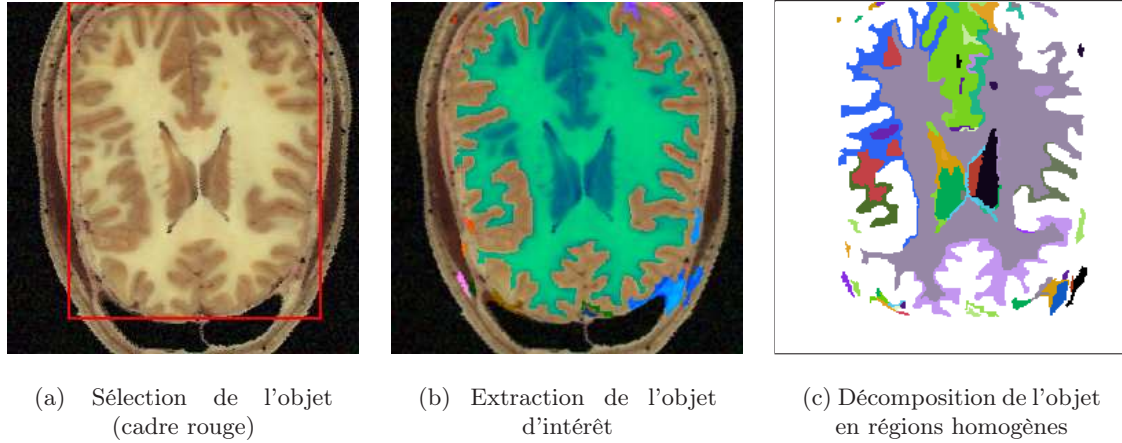 (a) Sélection de l'objet
(cadre rouge)
(b) Extraction de l'objet
d'intérêt
(c) Décomposition de l'objet
en régions homogènes